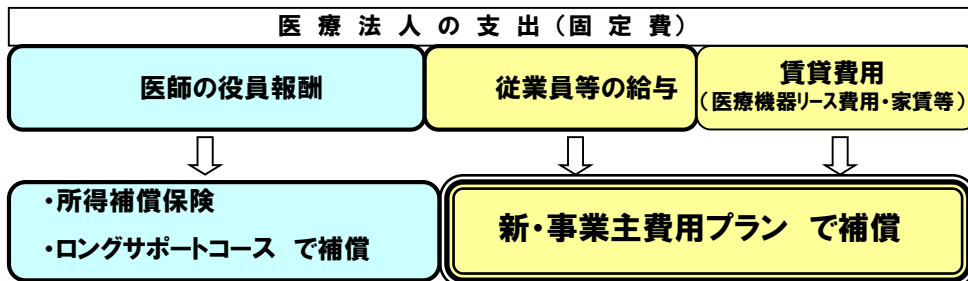 医療法人の支出（固定費）
医師の役員報酬
従業員等の給与
賃貸費用
（医療機器リース費用・家賃等）
・所得補償保険
・ロングサポートコース　で補償
新・事業主費用プラン　で補償